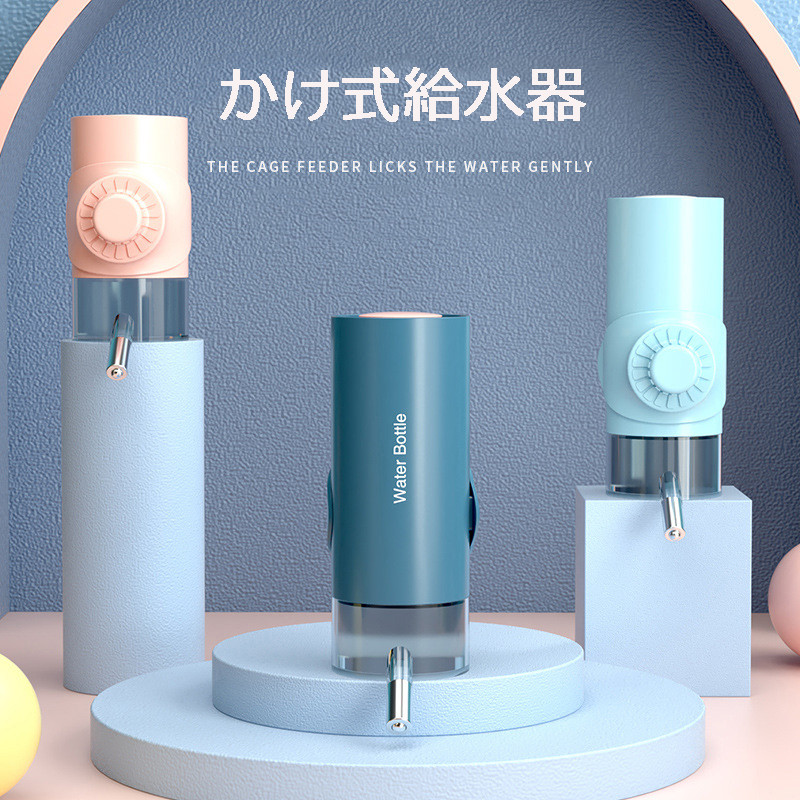 かけ式給水器
THE CAGE FEEDER LICKS THE WATER GENTLY
Water Bottle